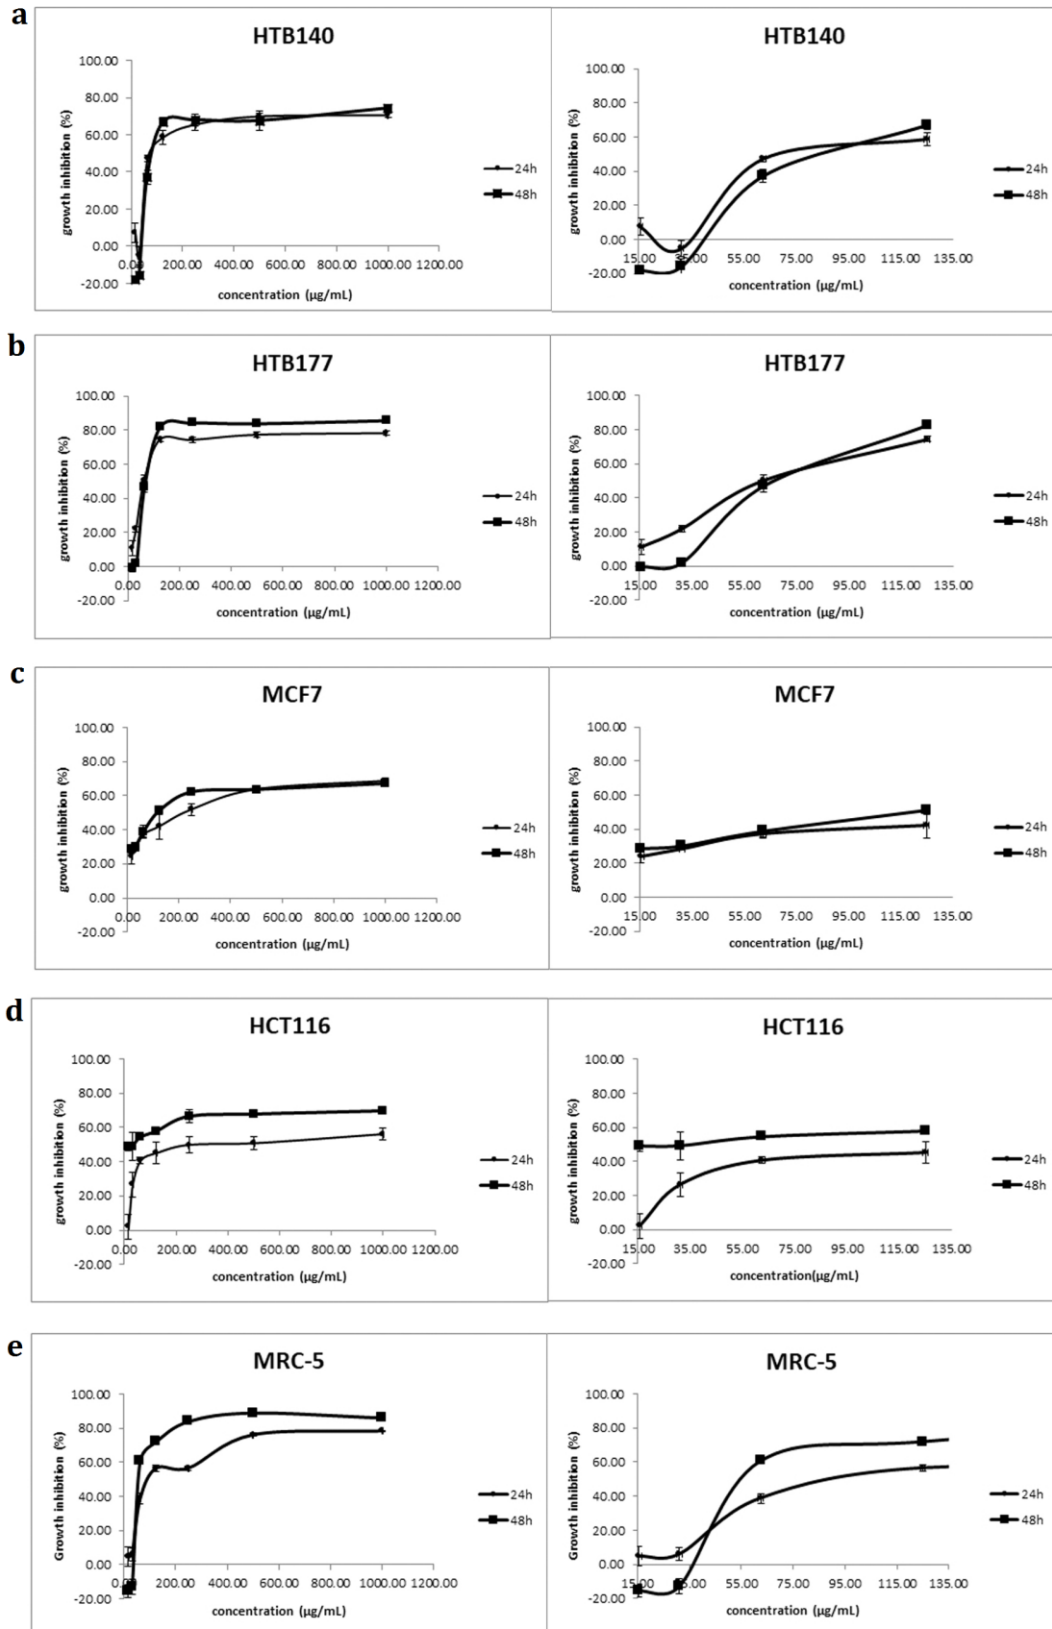 a
HTB140
100.00
80.00
60.00
40.00
20.00
0.00
-20.00
growth inhibition (%)
0.00 200.00 400.00 600.00 800.00 1000.00 1200.00
concentration (µg/mL)
24h
48h
HTB140
100.00
80.00
60.00
40.00
20.00
0.00
-20.00
growth inhibition (%)
15.00 35.00 55.00 75.00 95.00 115.00 135.00
concentration (µg/mL)
24h
48h
b
HTB177
100.00
80.00
60.00
40.00
20.00
0.00
-20.00
growth inhibition (%)
0.00 200.00 400.00 600.00 800.00 1000.00 1200.00
concentration (µg/mL)
24h
48h
HTB177
100.00
80.00
60.00
40.00
20.00
0.00
-20.00
growth inhibition (%)
15.00 35.00 55.00 75.00 95.00 115.00 135.00
concentration (µg/mL)
24h
48h
c
MCF7
100.00
80.00
60.00
40.00
20.00
0.00
-20.00
growth inhibition (%)
0.00 200.00 400.00 600.00 800.00 1000.00 1200.00
concentration (µg/mL)
24h
48h
MCF7
100.00
80.00
60.00
40.00
20.00
0.00
-20.00
growth inhibition (%)
15.00 35.00 55.00 75.00 95.00 115.00 135.00
concentration (µg/mL)
24h
48h
d
HCT116
100.00
80.00
60.00
40.00
20.00
0.00
-20.00
growth inhibition (%)
0.00 200.00 400.00 600.00 800.00 1000.00 1200.00
concentration (µg/mL)
24h
48h
HCT116
100.00
80.00
60.00
40.00
20.00
0.00
-20.00
growth inhibition (%)
15.00 35.00 55.00 75.00 95.00 115.00 135.00
concentration(µg/mL)
24h
48h
e
MRC-5
100.00
80.00
60.00
40.00
20.00
0.00
-20.00
Growth inhibition (%)
0.00 200.00 400.00 600.00 800.00 1000.00 1200.00
concentration (µg/mL)
24h
48h
MRC-5
100.00
80.00
60.00
40.00
20.00
0.00
-20.00
Growth inhibition (%)
15.00 35.00 55.00 75.00 95.00 115.00 135.00
concentration (µg/mL)
24h
48h